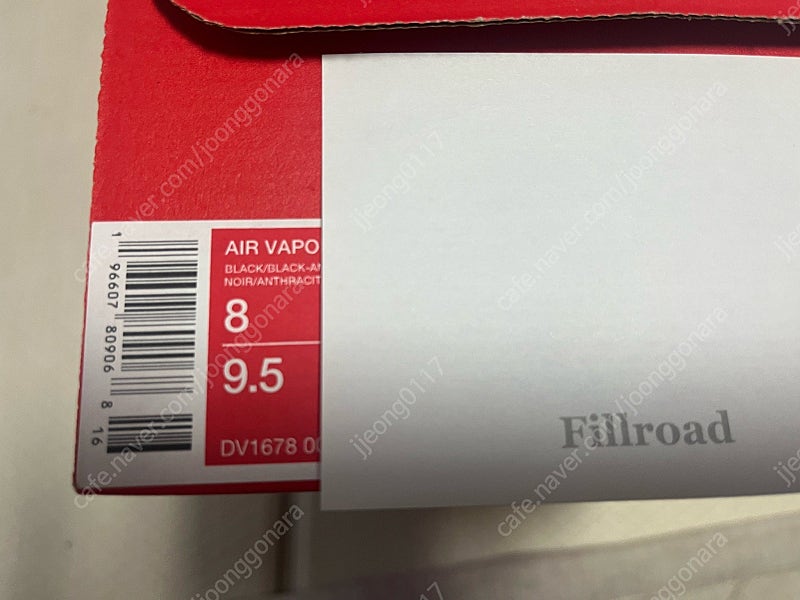 AIR VAPO
BLACK/BLACK-AN
NOIR/ANTHRACIT
8
9.5
DV1678 00
1 96607 80906 8 16
Fillroad
cafe.naver.com/joonggonara
jjeong0117